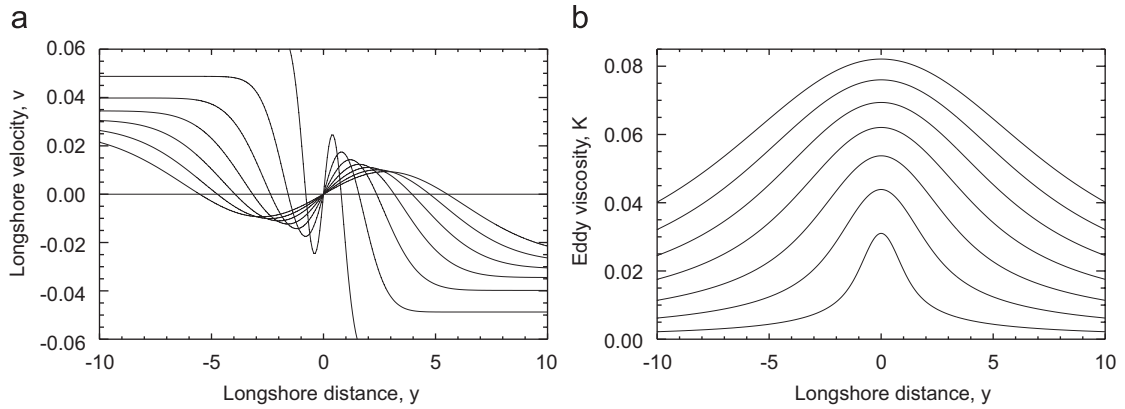 a
0.06
0.04
0.02
0.00
-0.02
-0.04
-0.06
Longshore velocity, v
-10 -5 0 5 10
Longshore distance, y
b
0.08
0.06
0.04
0.02
0.00
Eddy viscosity, K
-10 -5 0 5 10
Longshore distance, y